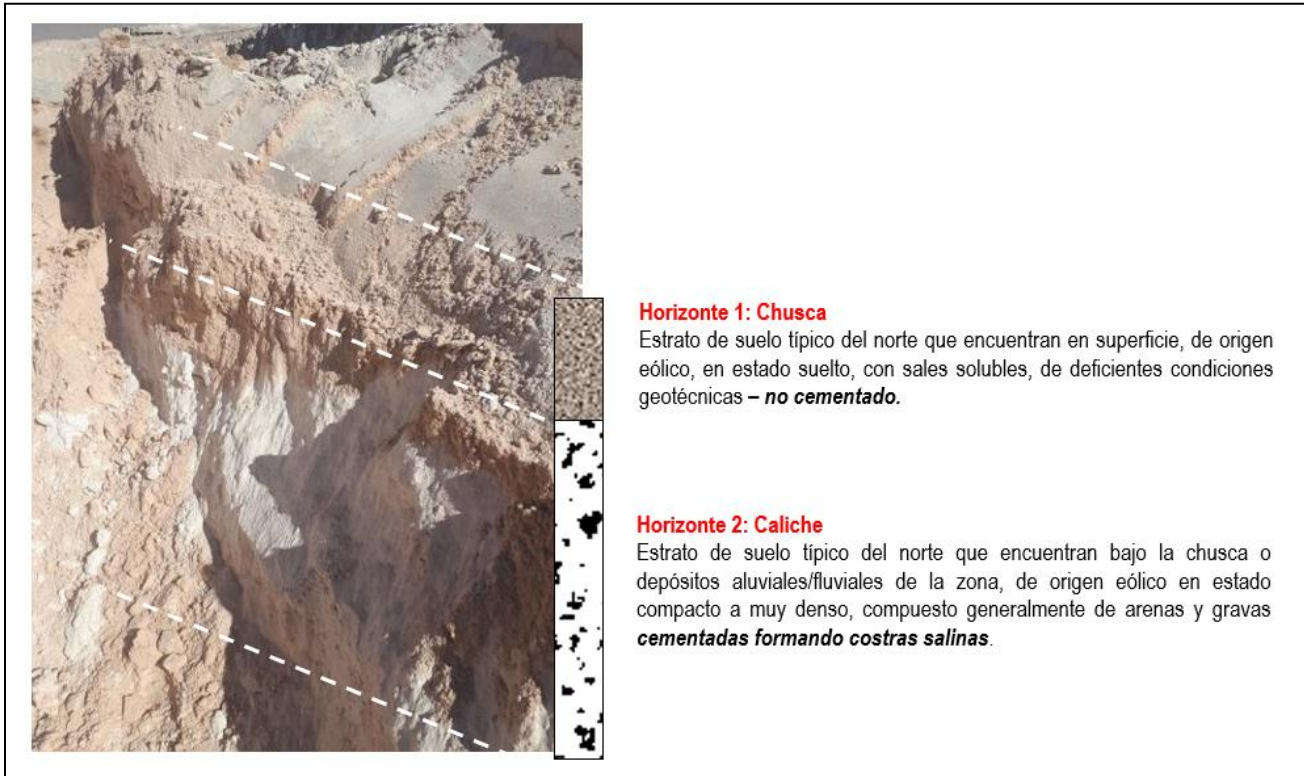 Horizonte 1: Chusca
Estrato de suelo típico del norte que encuentran en superficie, de origen
eólico, en estado suelto, con sales solubles, de deficientes condiciones
geotécnicas – no cementado.
Horizonte 2: Caliche
Estrato de suelo típico del norte que encuentran bajo la chusca o
depósitos aluviales/fluviales de la zona, de origen eólico en estado
compacto a muy denso, compuesto generalmente de arenas y gravas
cementadas formando costras salinas.